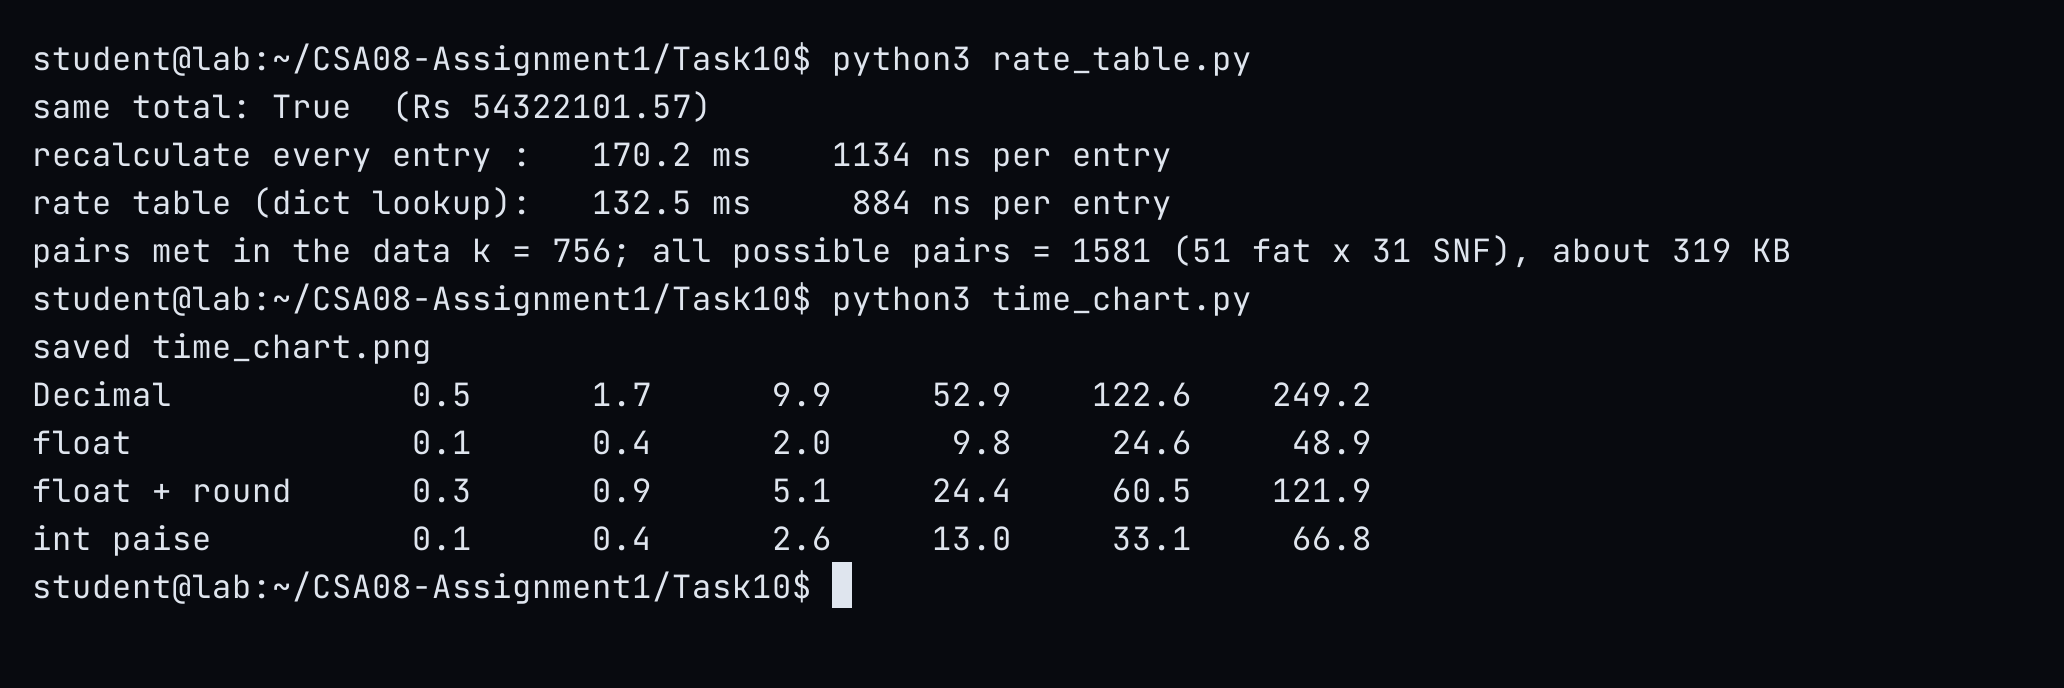 student@lab:~/CSA08-Assignment1/Task10$ python3 rate_table.py
same total: True  (Rs 54322101.57)
recalculate every entry :   170.2 ms    1134 ns per entry
rate table (dict lookup):   132.5 ms     884 ns per entry
pairs met in the data k = 756; all possible pairs = 1581 (51 fat x 31 SNF), about 319 KB
student@lab:~/CSA08-Assignment1/Task10$ python3 time_chart.py
saved time_chart.png
Decimal            0.5      1.7      9.9     52.9    122.6    249.2
float              0.1      0.4      2.0      9.8     24.6     48.9
float + round      0.3      0.9      5.1     24.4     60.5    121.9
int paise          0.1      0.4      2.6     13.0     33.1     66.8
student@lab:~/CSA08-Assignment1/Task10$